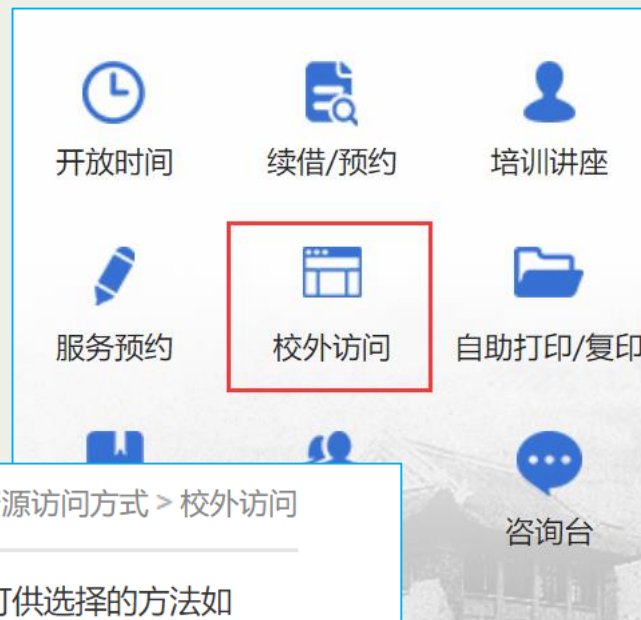 开放时间 续借/预约 培训讲座
服务预约 校外访问 自助打印/复印
源访问方式 > 校外访问
咨询台
可供选择的方法如